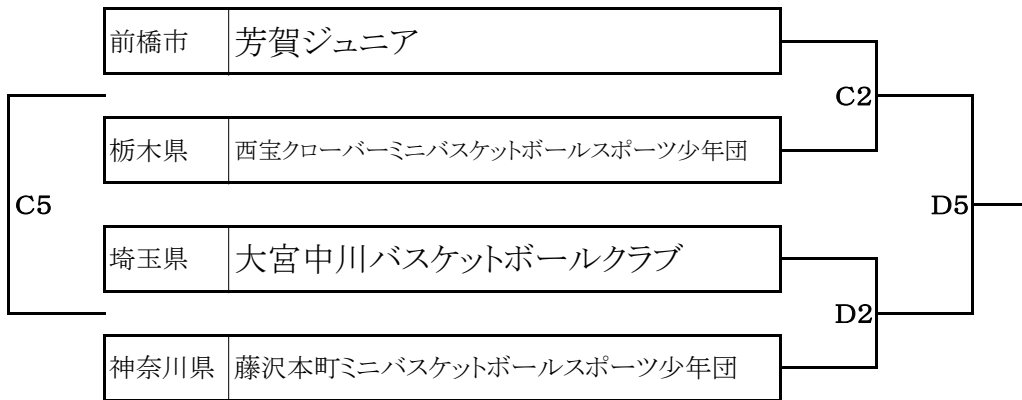 前橋市 芳賀ジュニア
C2
栃木県 西宝クローバーミニバスケットボールスポーツ少年団
C5
D5
埼玉県 大宮中川バスケットボールクラブ
D2
神奈川県 藤沢本町ミニバスケットボールスポーツ少年団